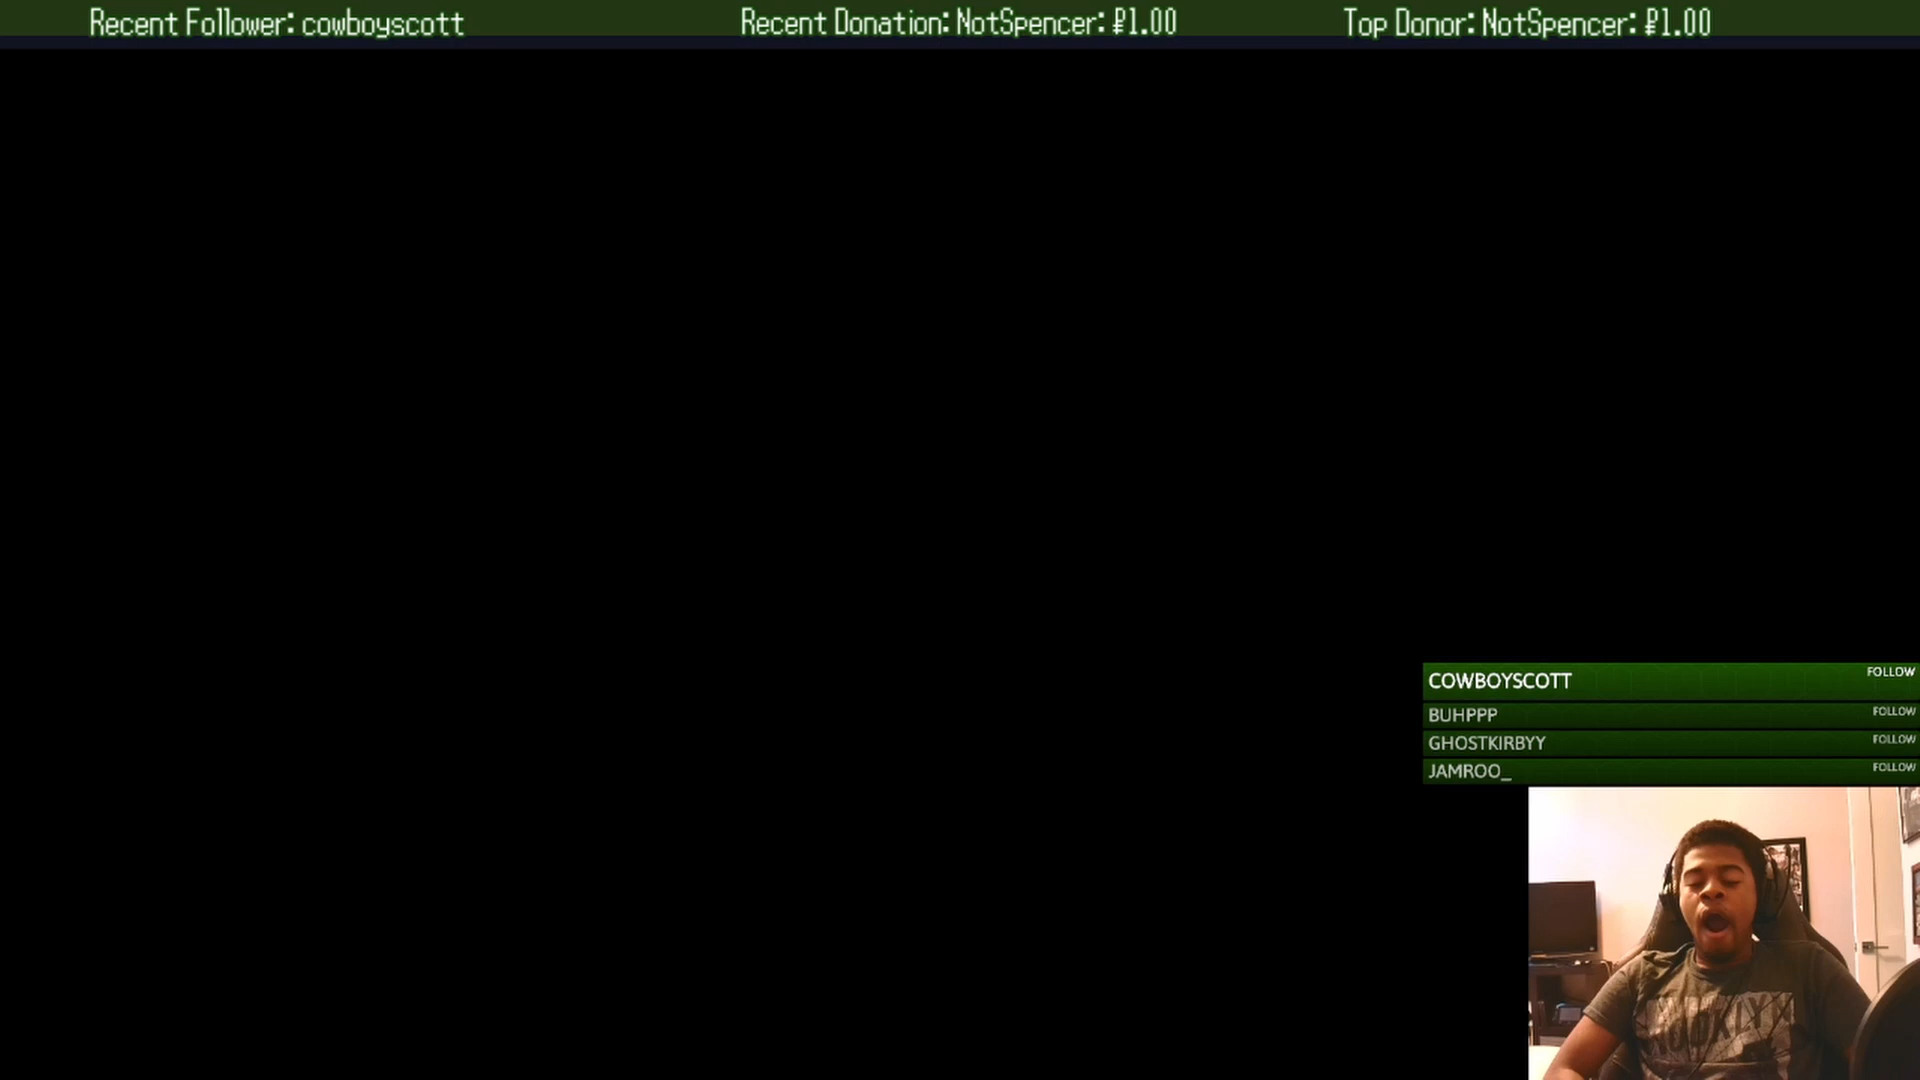 Recent Follower: cowboyscott
Recent Donation: NotSpencer: ₽1.00
Top Donor: NotSpencer: ₽1.00
COWBOYSCOTT FOLLOW
BUHPPP FOLLOW
GHOSTKIRBYY FOLLOW
JAMROO_ FOLLOW